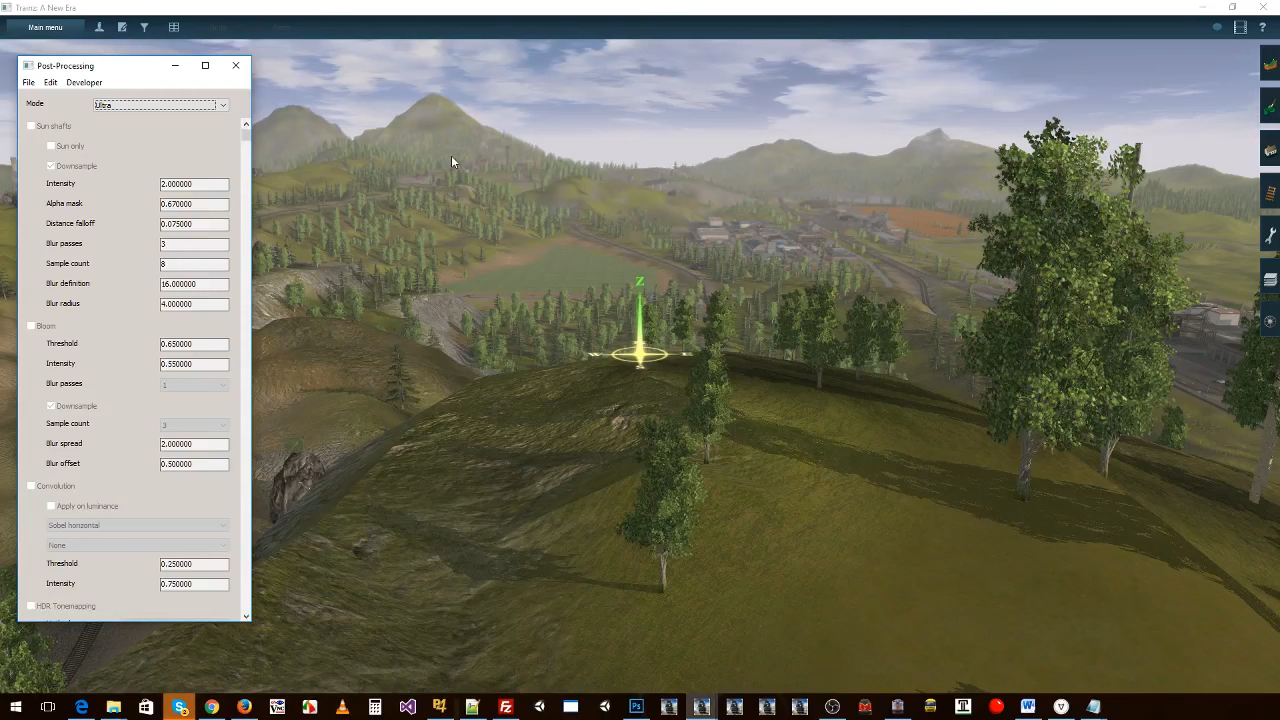 Trainz: A New Era
Main menu
Post-Processing
File Edit Developer
Mode Ultra
Sun shafts
Sun only
Downsample
Intensity 2.000000
Alpha mask 0.670000
Distance falloff 0.075000
Blur passes 3
Sample count 8
Blur definition 16.000000
Blur radius 4.000000
Bloom
Threshold 0.650000
Intensity 0.550000
Blur passes 1
Downsample
Sample count 3
Blur spread 2.000000
Blur offset 0.500000
Convolution
Apply on luminance
Sobel horizontal
None
Threshold 0.250000
Intensity 0.750000
HDR Tonemapping
Z